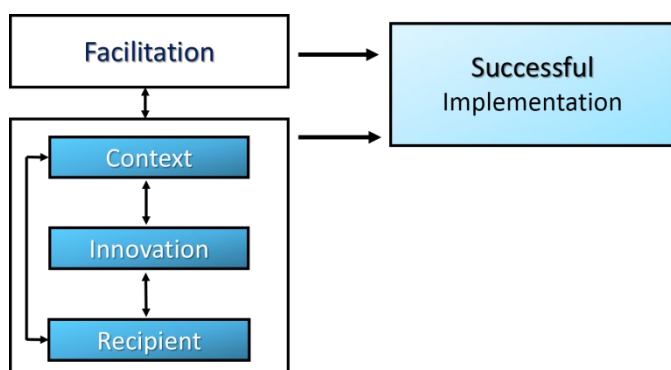 Facilitation
Successful
Implementation
Context
Innovation
Recipient